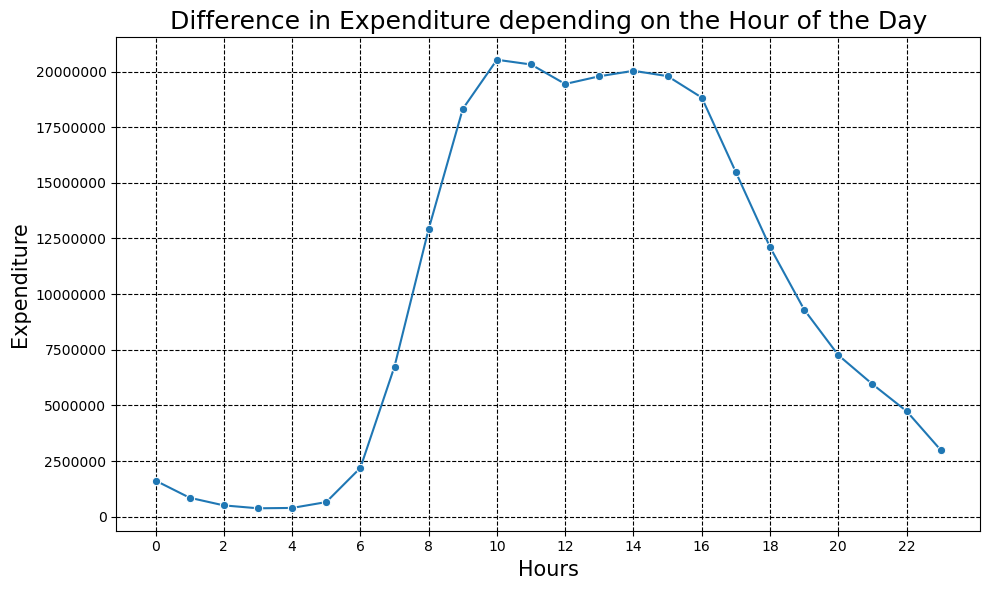 Difference in Expenditure depending on the Hour of the Day
20000000
17500000
15000000
12500000
10000000
7500000
5000000
2500000
0
Expenditure
0 2 4 6 8 10 12 14 16 18 20 22
Hours